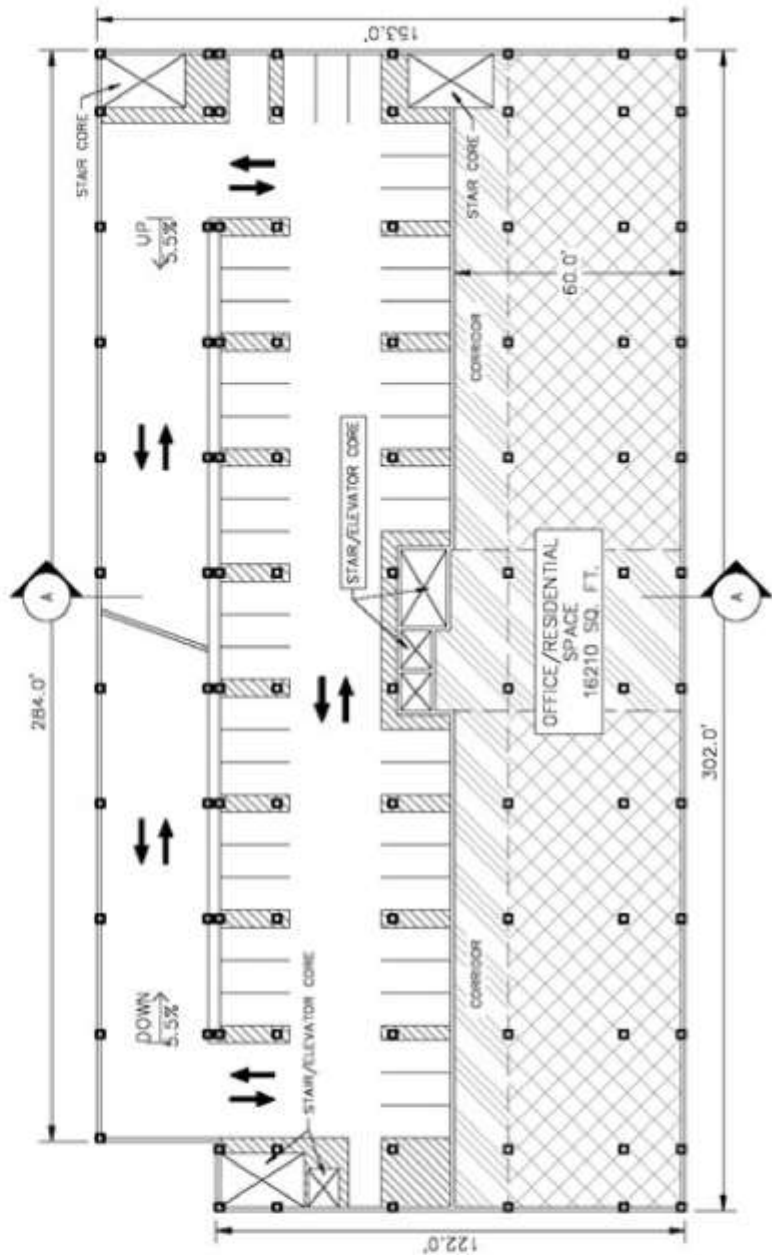 153.0'
STAIR CORE
STAIR CORE
UP
5.5%
284.0'
60.0'
CORRIDOR
STAIR/ELEVATOR CORE
A
A
OFFICE/RESIDENTIAL
SPACE
16210 SQ. FT.
302.0'
CORRIDOR
DOWN
5.5%
STAIR/ELEVATOR CORE
122.0'